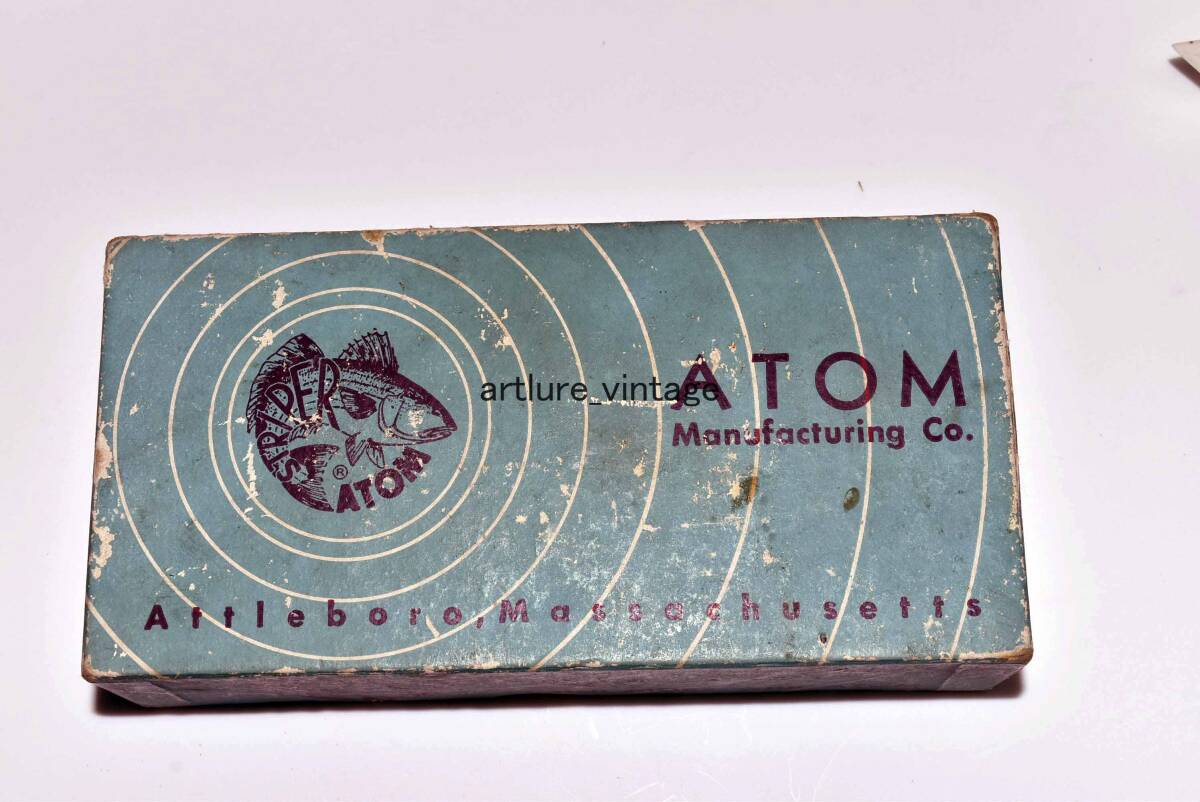 STRIPER
®
ATOM
artlure_vintage
ATOM
Manufacturing Co.
Attleboro, Massachusetts